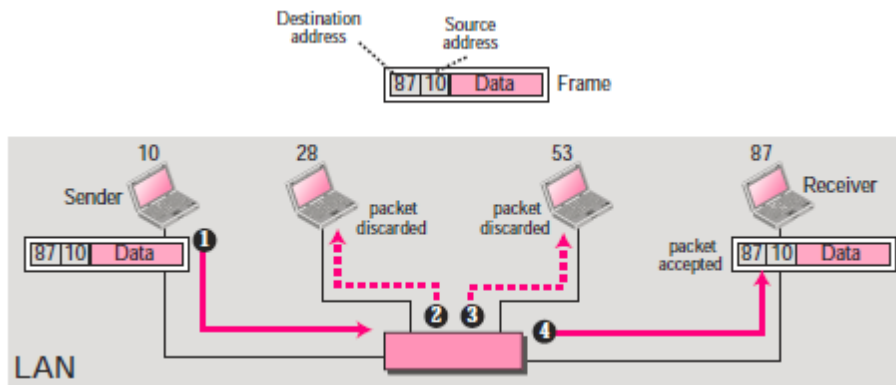 Destination
address
Source
address
87 10 Data
Frame
10
28
53
87
Sender
packet
discarded
packet
discarded
Receiver
1
87 10 Data
packet
accepted
87 10 Data
2
3
4
LAN